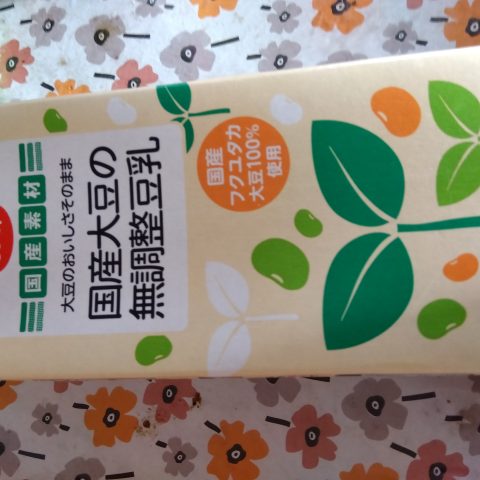 国産素材
大豆のおいしさそのまま
国産大豆の
無調整豆乳
国産
フクユタカ
大豆100%
使用